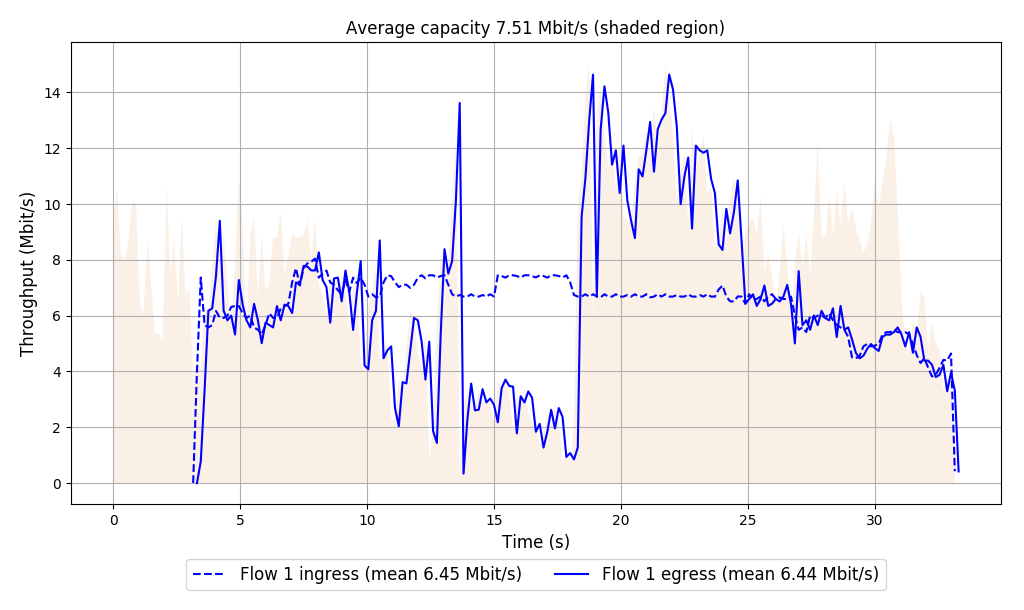 Average capacity 7.51 Mbit/s (shaded region)
Throughput (Mbit/s)
14
12
10
8
6
4
2
0
0 5 10 15 20 25 30
Time (s)
Flow 1 ingress (mean 6.45 Mbit/s) Flow 1 egress (mean 6.44 Mbit/s)